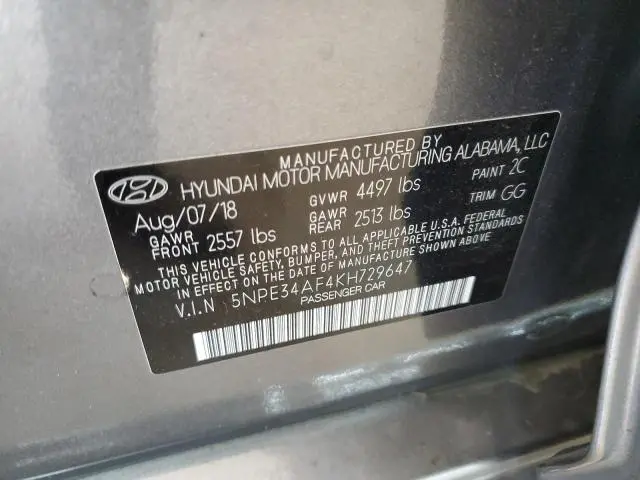 MANUFACTURED BY
HYUNDAI MOTOR MANUFACTURING ALABAMA, LLC
Aug/07/18 GVWR 4497 lbs PAINT 2C
GAWR FRONT 2557 lbs GAWR REAR 2513 lbs TRIM GG
THIS VEHICLE CONFORMS TO ALL APPLICABLE U.S.A. FEDERAL
MOTOR VEHICLE SAFETY, BUMPER, AND THEFT PREVENTION STANDARDS
IN EFFECT ON THE DATE OF MANUFACTURE SHOWN ABOVE.
V.I.N 5NPE34AF4KH729647
PASSENGER CAR